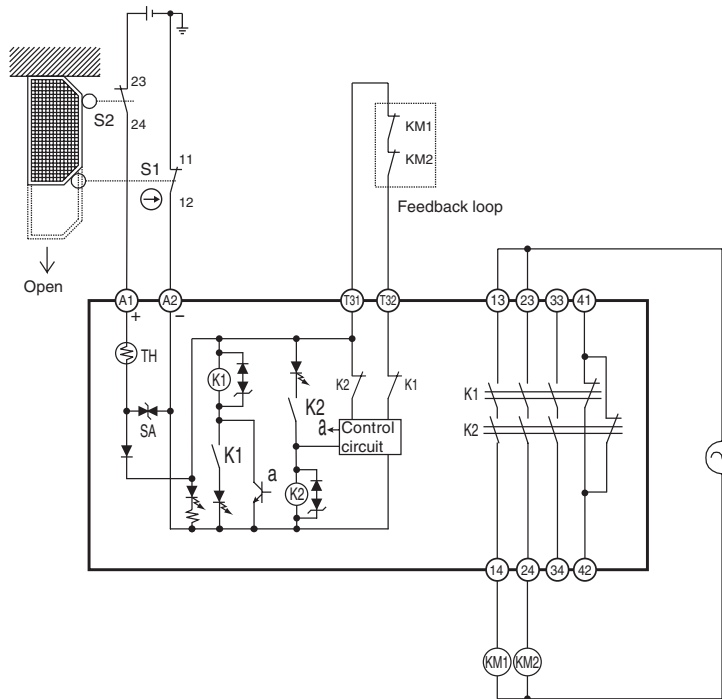 23
S2
24
11
S1
12
Open
KM1
KM2
Feedback loop
A1
A2
T31
T32
13
23
33
41
+
−
TH
K1
K2
K2
K1
K1
SA
K1
a
Control
circuit
K2
a
K2
14
24
34
42
KM1
KM2